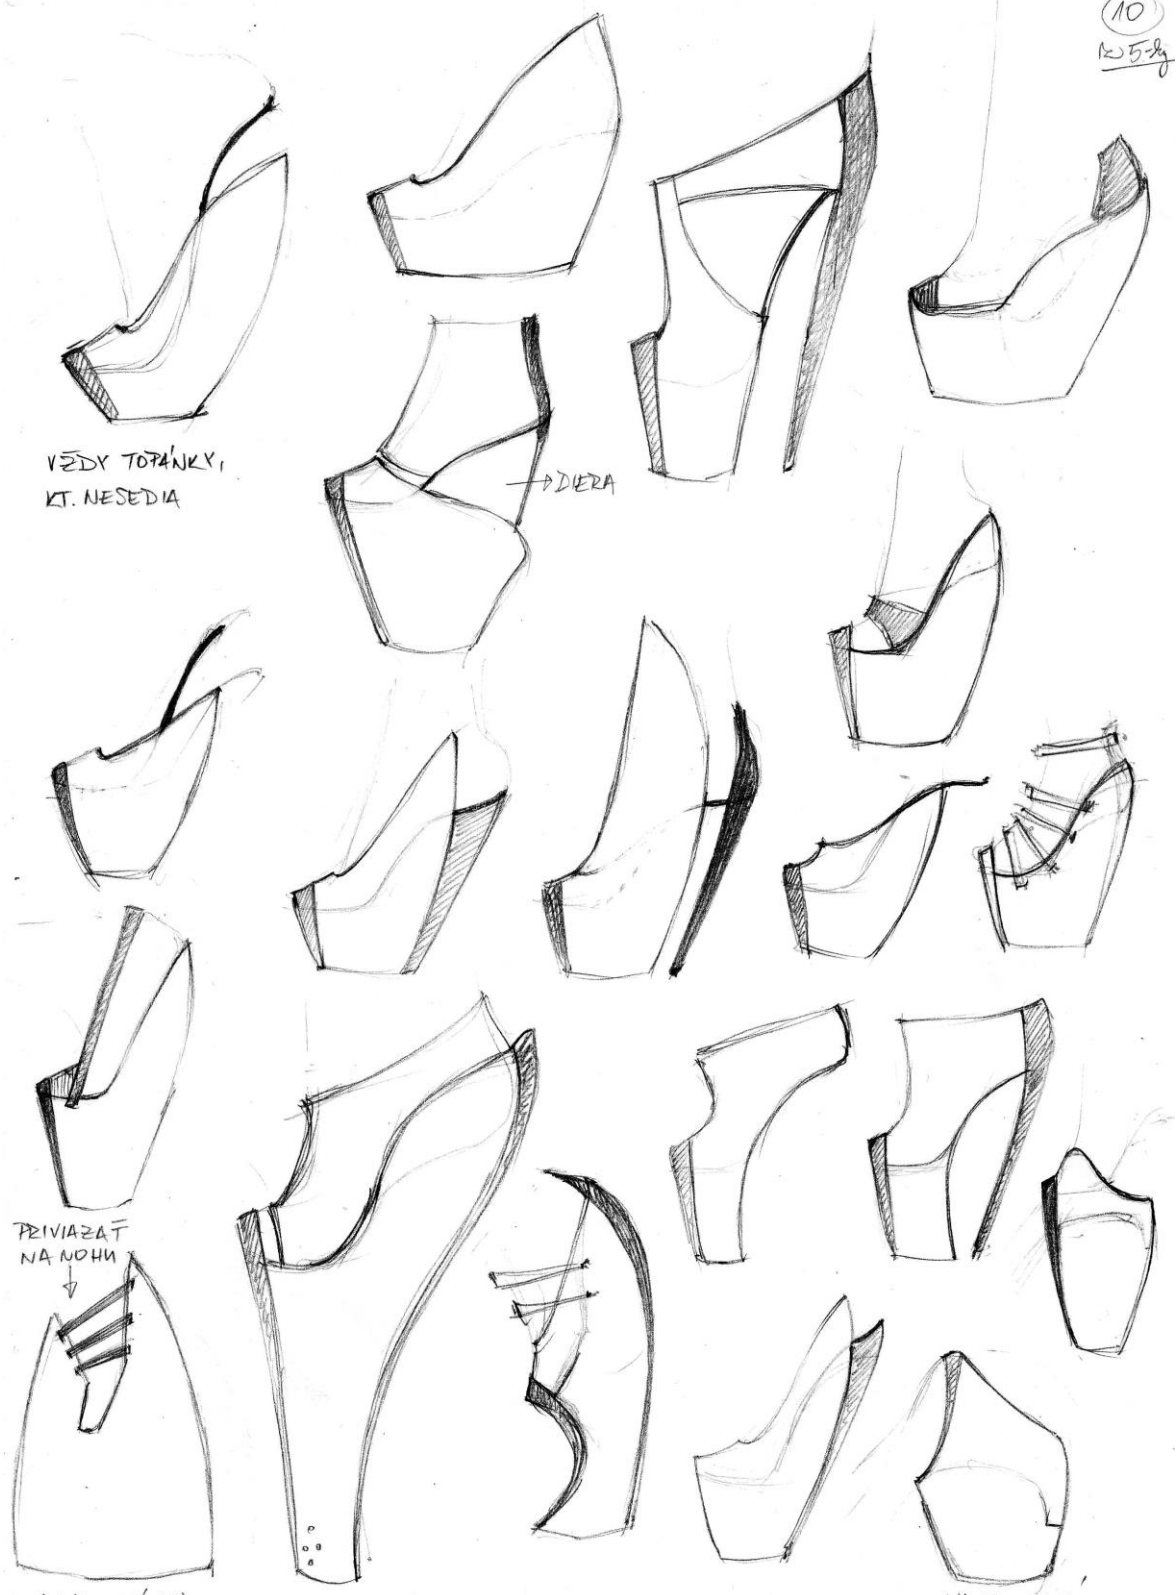 10
VŽDY TOPÁNKY,
KT. NESEDIA
DIERA
PRIVIAZAŤ
NA NOHU